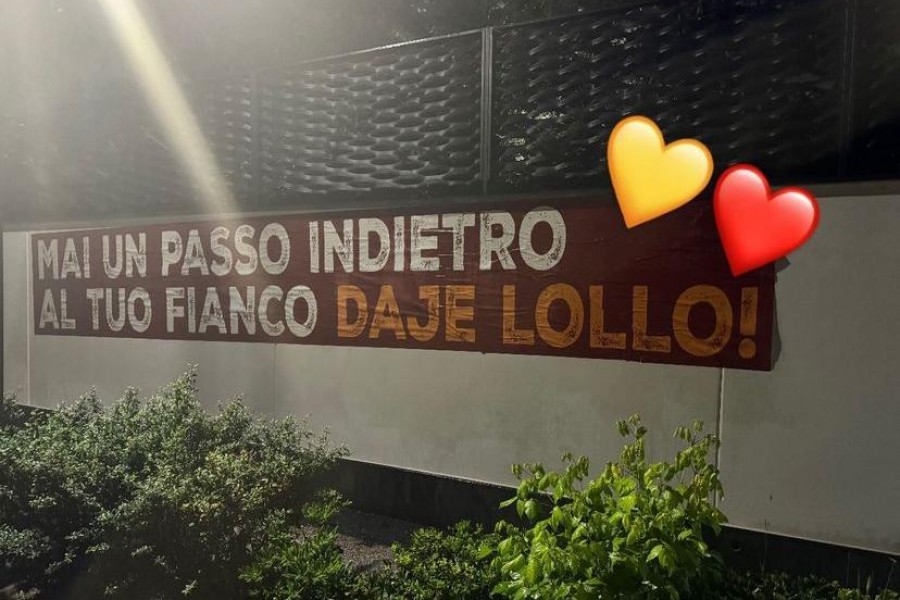 MAI UN PASSO INDIETRO
AL TUO FIANCO DAJE LOLLO!